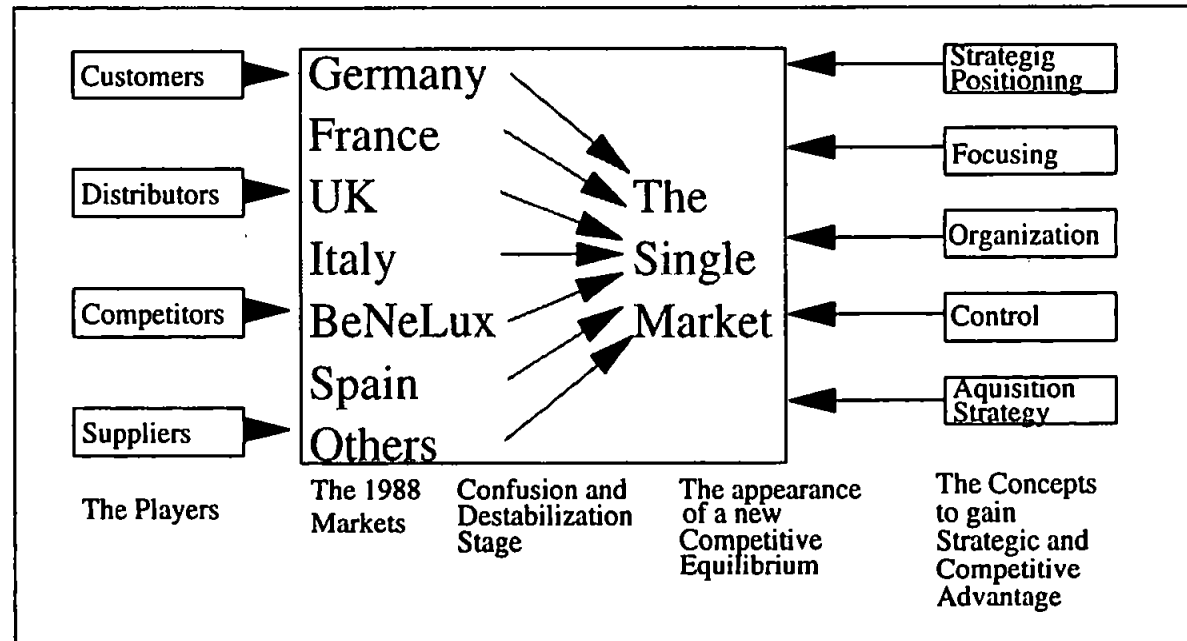 Customers
Distributors
Competitors
Suppliers
The Players
Germany
France
UK
Italy
BeNeLux
Spain
Others
The 1988
Markets
Confusion and
Destabilization
Stage
The
Single
Market
The appearance
of a new
Competitive
Equilibrium
Strategig
Positioning
Focusing
Organization
Control
Aquisition
Strategy
The Concepts
to gain
Strategic and
Competitive
Advantage